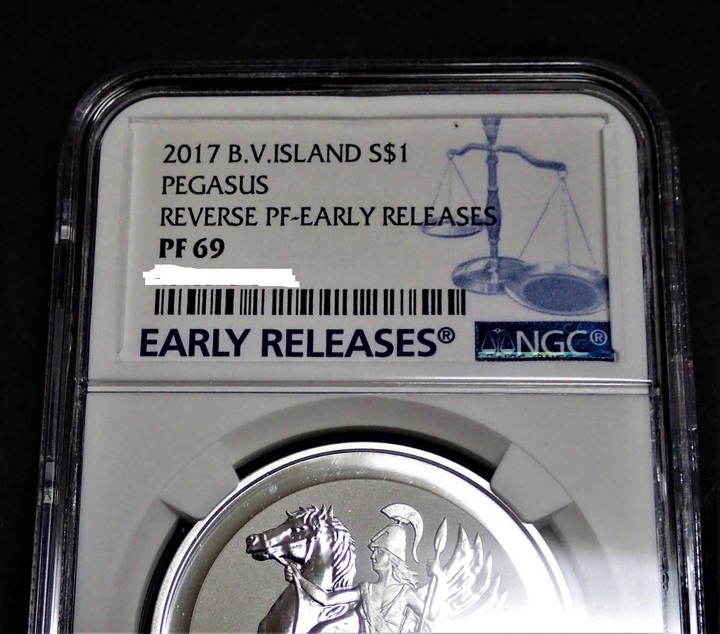 2017 B.V.ISLAND S$1
PEGASUS
REVERSE PF-EARLY RELEASES
PF 69
EARLY RELEASES®
NGC®